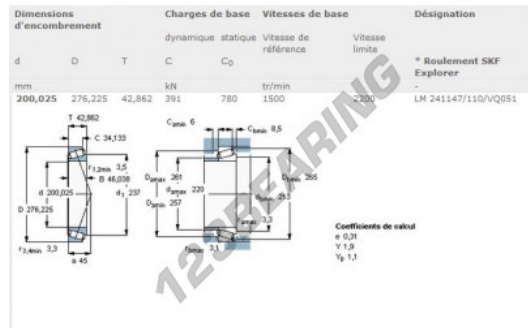 Dimensions d'encombrement Charges de base Vitesses de base Désignation
dynamique statique Vitesse de référence Vitesse limite
d D T C C0 * Roulement SKF Explorer
mm kN tr/min -
200,025 276,225 42,862 391 780 1500 2200 LM 241147/110/VQ051
T 42,862
C 34,133
r1,2min 3,5
B 46,038
d 200,025 d1 237
D 276,225
r3,4min 3,3
a 45
Camin 6 Cbmin 8,5
Damax 261 Dbmin 265
damax 220
Damin 257 dbmin 213
ramax 3,3
rbmax 3,1
Coefficients de calcul
e 0,31
Y 1,9
Y0 1,1
123BEARING